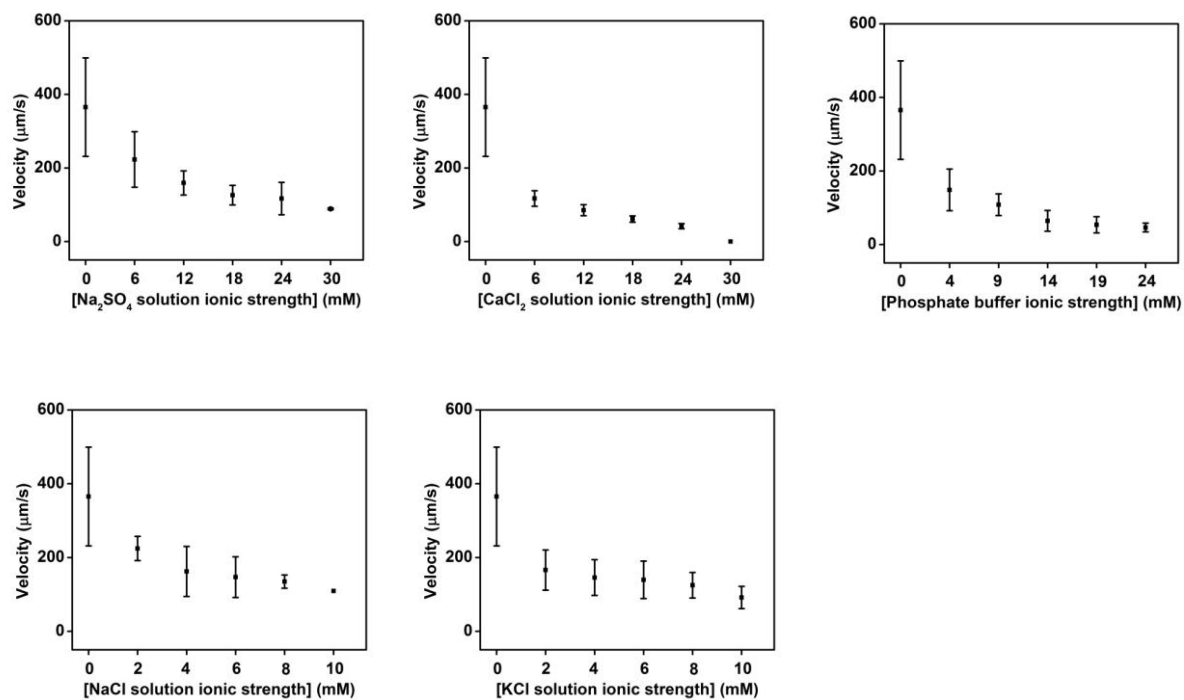 600
400
200
0
Velocity (μm/s)
0 6 12 18 24 30
[Na₂SO₄ solution ionic strength] (mM)
600
400
200
0
Velocity (μm/s)
0 6 12 18 24 30
[CaCl₂ solution ionic strength] (mM)
600
400
200
0
Velocity (μm/s)
0 4 9 14 19 24
[Phosphate buffer ionic strength] (mM)
600
400
200
0
Velocity (μm/s)
0 2 4 6 8 10
[NaCl solution ionic strength] (mM)
600
400
200
0
Velocity (μm/s)
0 2 4 6 8 10
[KCl solution ionic strength] (mM)